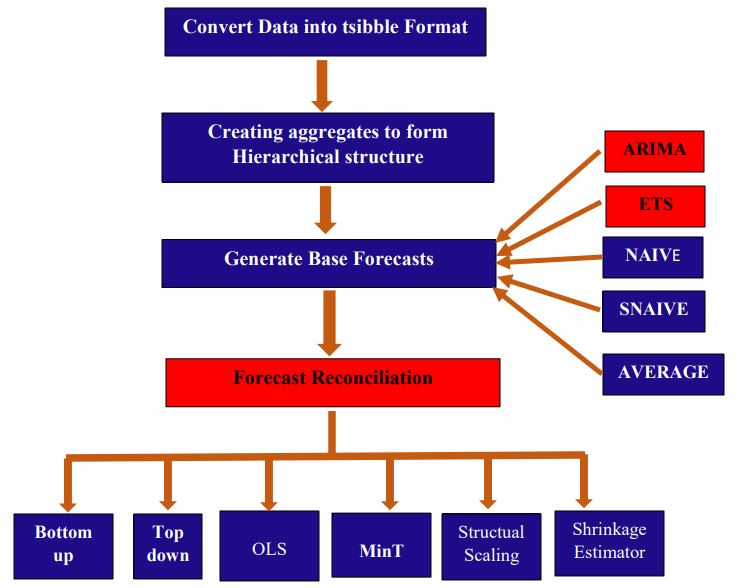 Convert Data into tsibble Format
Creating aggregates to form
Hierarchical structure
ARIMA
ETS
Generate Base Forecasts
NAIVE
SNAIVE
AVERAGE
Forecast Reconciliation
Bottom
up
Top
down
OLS
MinT
Structual
Scaling
Shrinkage
Estimator